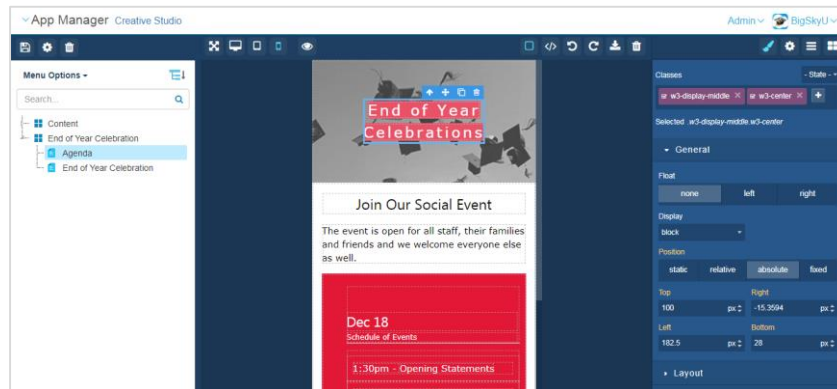 App Manager Creative Studio
Admin BigSkyU
Menu Options
Search...
Content
End of Year Celebration
Agenda
End of Year Celebration
End of Year
Celebrations
Join Our Social Event
The event is open for all staff, their families
and friends and we welcome everyone else
as well.
Dec 18
Schedule of Events
1:30pm - Opening Statements
Classes
- State -
w3-display-middle w3-center
Selected .w3-display-middle.w3-center
General
Float
none left right
Display
block
Position
static relative absolute fixed
Top Right
100 px -15.3594 px
Left Bottom
182.5 px 28 px
Layout